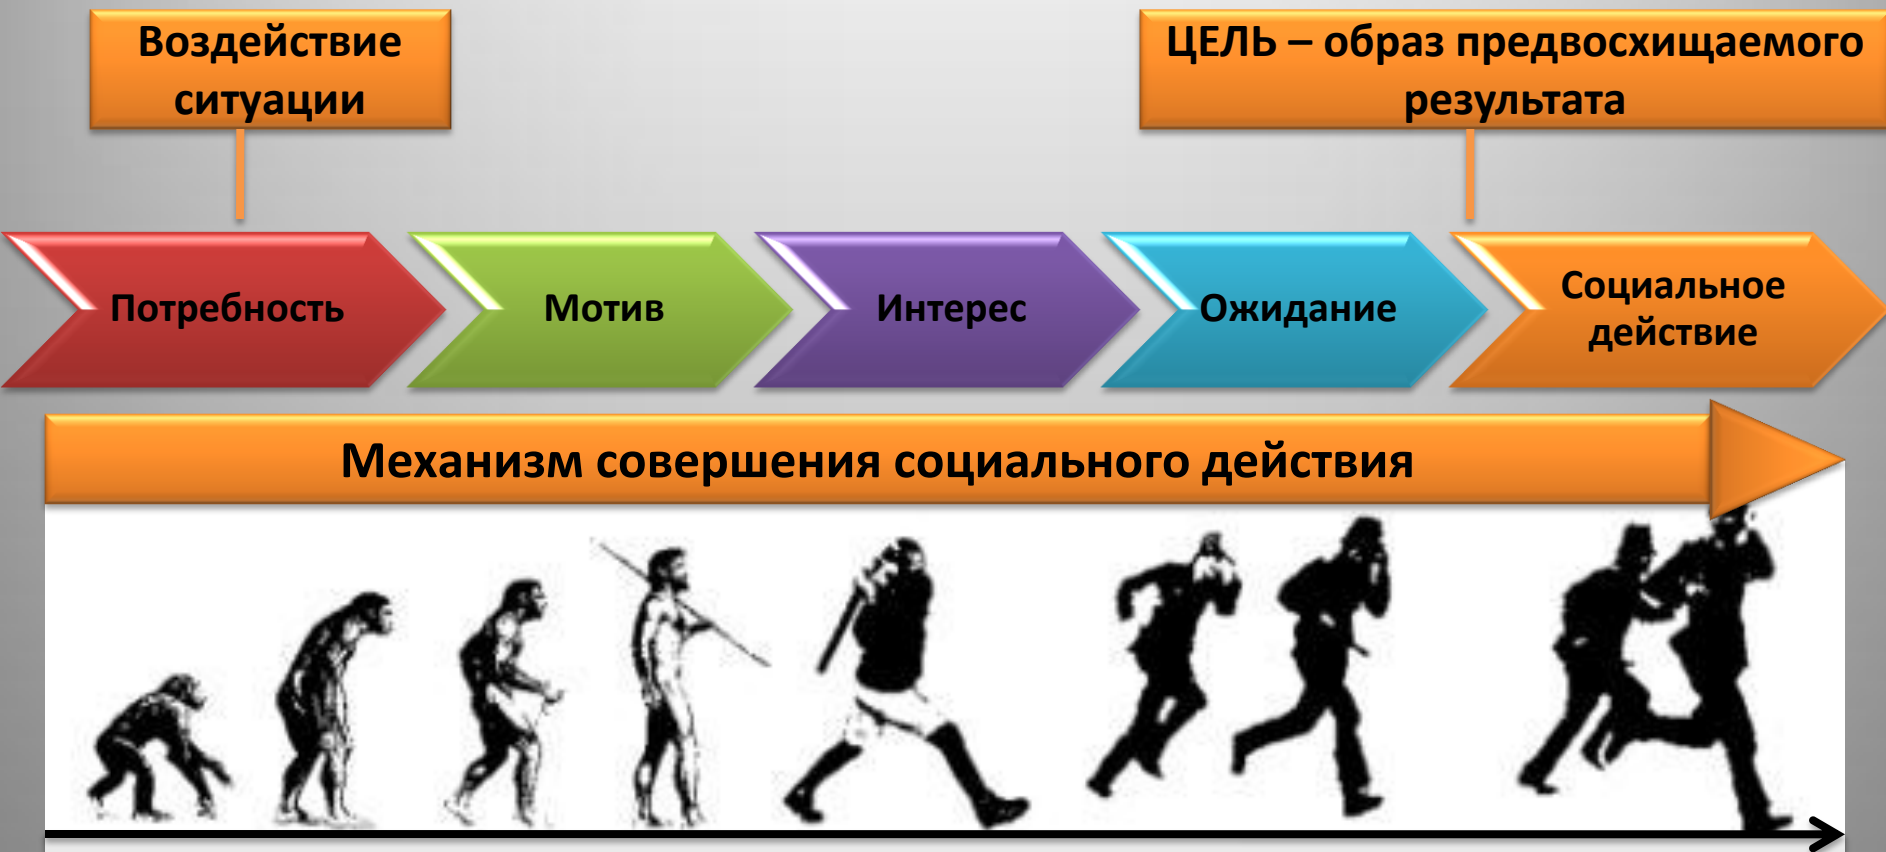 Воздействие
ситуации
ЦЕЛЬ – образ предвосхищаемого
результата
Потребность
Мотив
Интерес
Ожидание
Социальное
действие
Механизм совершения социального действия